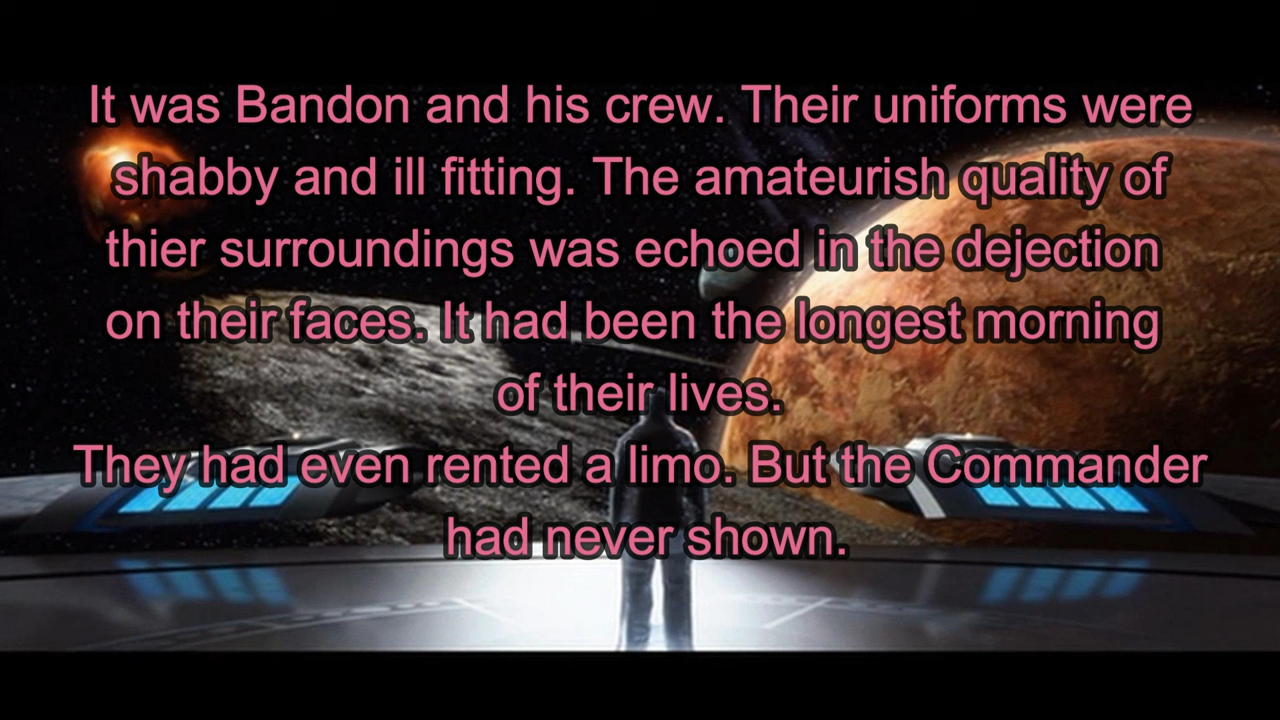 It was Bandon and his crew. Their uniforms were
shabby and ill fitting. The amateurish quality of
thier surroundings was echoed in the dejection
on their faces. It had been the longest morning
of their lives.
They had even rented a limo. But the Commander
had never shown.